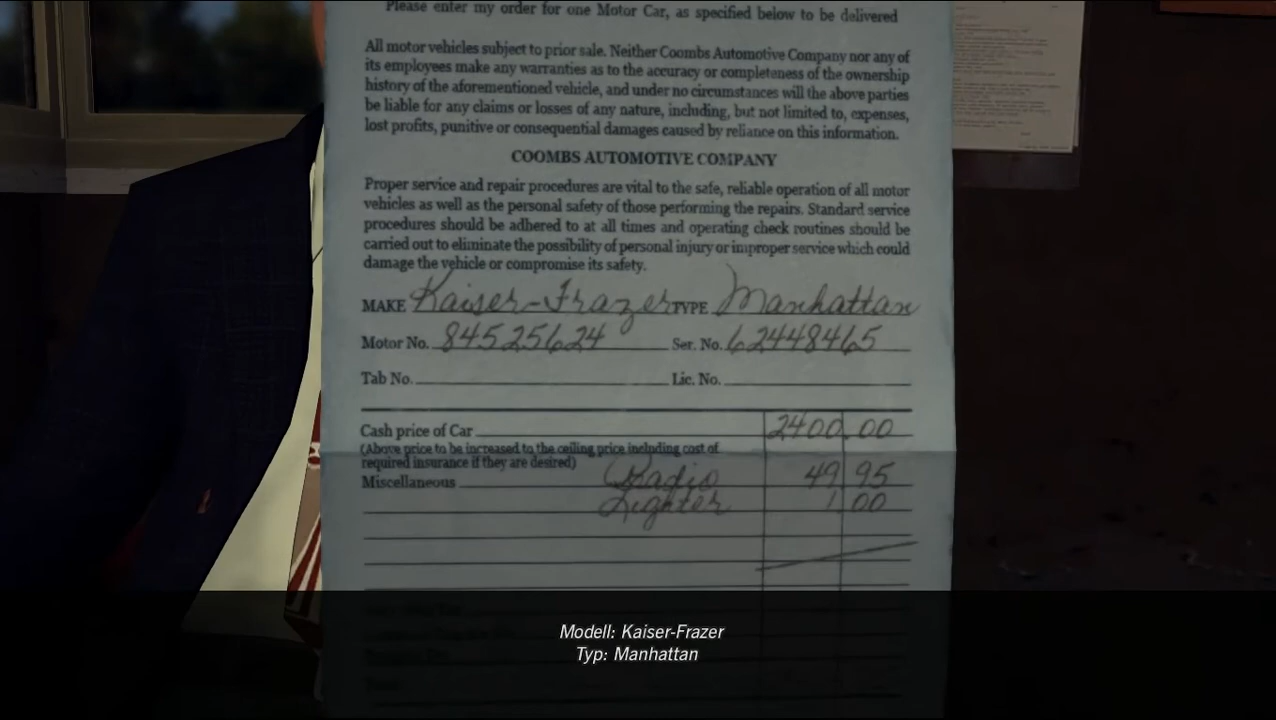 Please enter my order for one Motor Car, as specified below to be delivered
All motor vehicles subject to prior sale. Neither Coombs Automotive Company nor any of
its employees make any warranties as to the accuracy or completeness of the ownership
history of the aforementioned vehicle, and under no circumstances will the above parties
be liable for any claims or losses of any nature, including, but not limited to, expenses,
lost profits, punitive or consequential damages caused by reliance on this information.
COOMBS AUTOMOTIVE COMPANY
Proper service and repair procedures are vital to the safe, reliable operation of all motor
vehicles as well as the personal safety of those performing the repairs. Standard service
procedures should be adhered to at all times and operating check routines should be
carried out to eliminate the possibility of personal injury or improper service which could
damage the vehicle or compromise its safety.
MAKE Kaiser-Frazer TYPE Manhattan
Motor No. 84525624 Ser. No. 62448465
Tab No. Lic. No.
Cash price of Car 2400.00
(Above price to be increased to the ceiling price including cost of
required insurance if they are desired)
Miscellaneous Radio 49 95
Lighter 1 00
Modell: Kaiser-Frazer
Typ: Manhattan